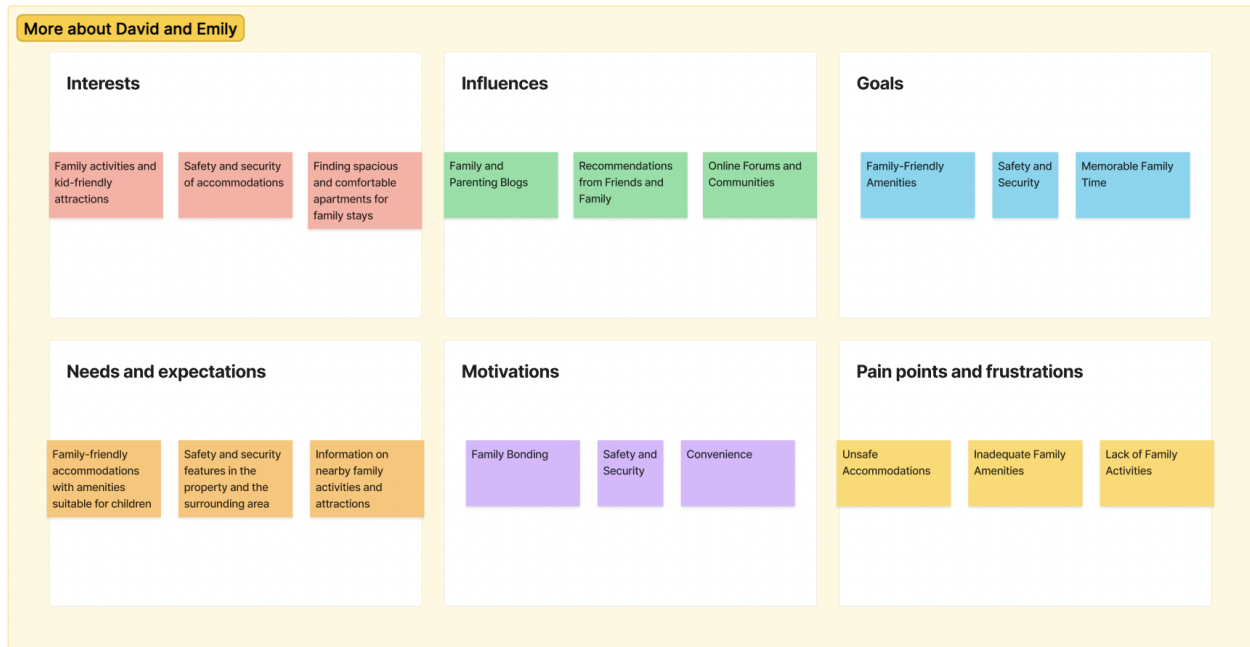 More about David and Emily
Interests
Family activities and
kid-friendly
attractions
Safety and security
of accommodations
Finding spacious
and comfortable
apartments for
family stays
Influences
Family and
Parenting Blogs
Recommendations
from Friends and
Family
Online Forums and
Communities
Goals
Family-Friendly
Amenities
Safety and
Security
Memorable Family
Time
Needs and expectations
Family-friendly
accommodations
with amenities
suitable for children
Safety and security
features in the
property and the
surrounding area
Information on
nearby family
activities and
attractions
Motivations
Family Bonding
Safety and
Security
Convenience
Pain points and frustrations
Unsafe
Accommodations
Inadequate Family
Amenities
Lack of Family
Activities